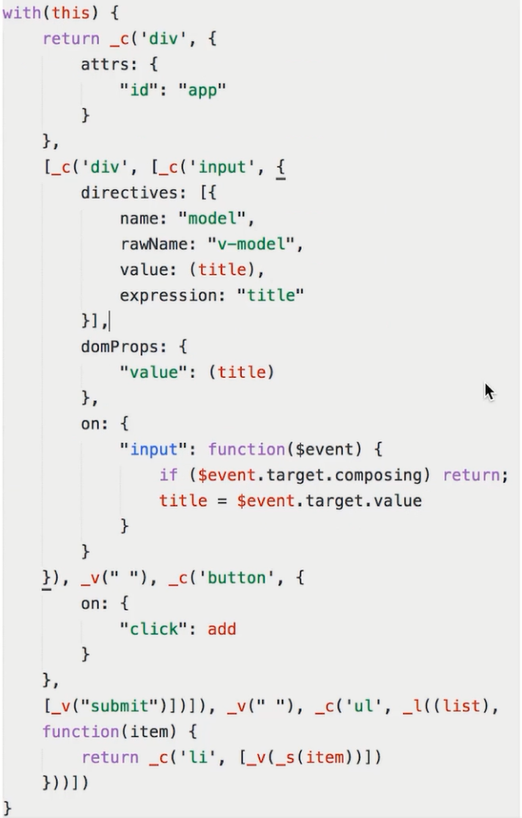 with(this) {
    return _c('div', {
        attrs: {
            "id": "app"
        }
    },
    [_c('div', [_c('input', {
        directives: [{
            name: "model",
            rawName: "v-model",
            value: (title),
            expression: "title"
        }],
        domProps: {
            "value": (title)
        },
        on: {
            "input": function($event) {
                if ($event.target.composing) return;
                title = $event.target.value
            }
        }
    }), _v(" "), _c('button', {
        on: {
            "click": add
        }
    },
    [_v("submit")])]), _v(" "), _c('ul', _l((list),
    function(item) {
        return _c('li', [_v(_s(item))])
    }))])
}